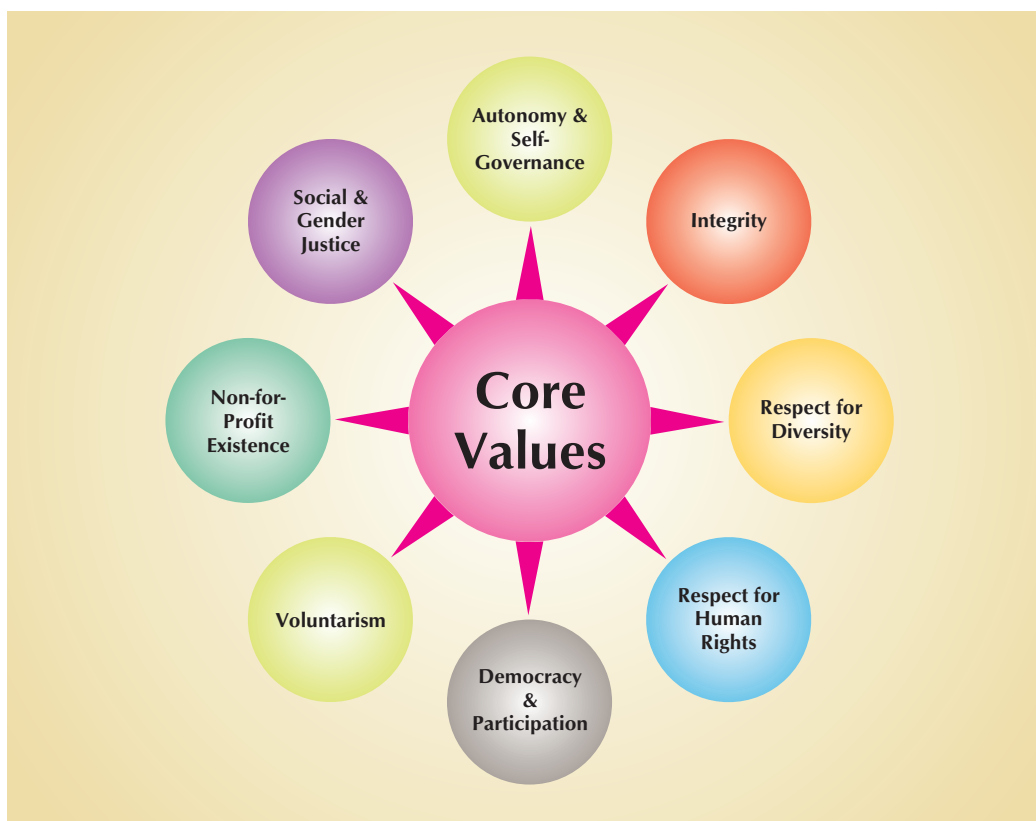 Autonomy &
Self-
Governance
Integrity
Respect for
Diversity
Respect for
Human
Rights
Democracy
&
Participation
Voluntarism
Non-for-
Profit
Existence
Social &
Gender
Justice
Core
Values